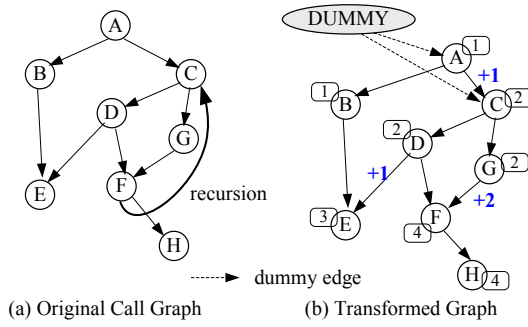 DUMMY
A
A
1
+1
B
C
1
B
C
2
D
2
D
G
G
2
F
recursion
+1
+2
E
3
E
F
4
H
H
4
dummy edge
(a) Original Call Graph
(b) Transformed Graph